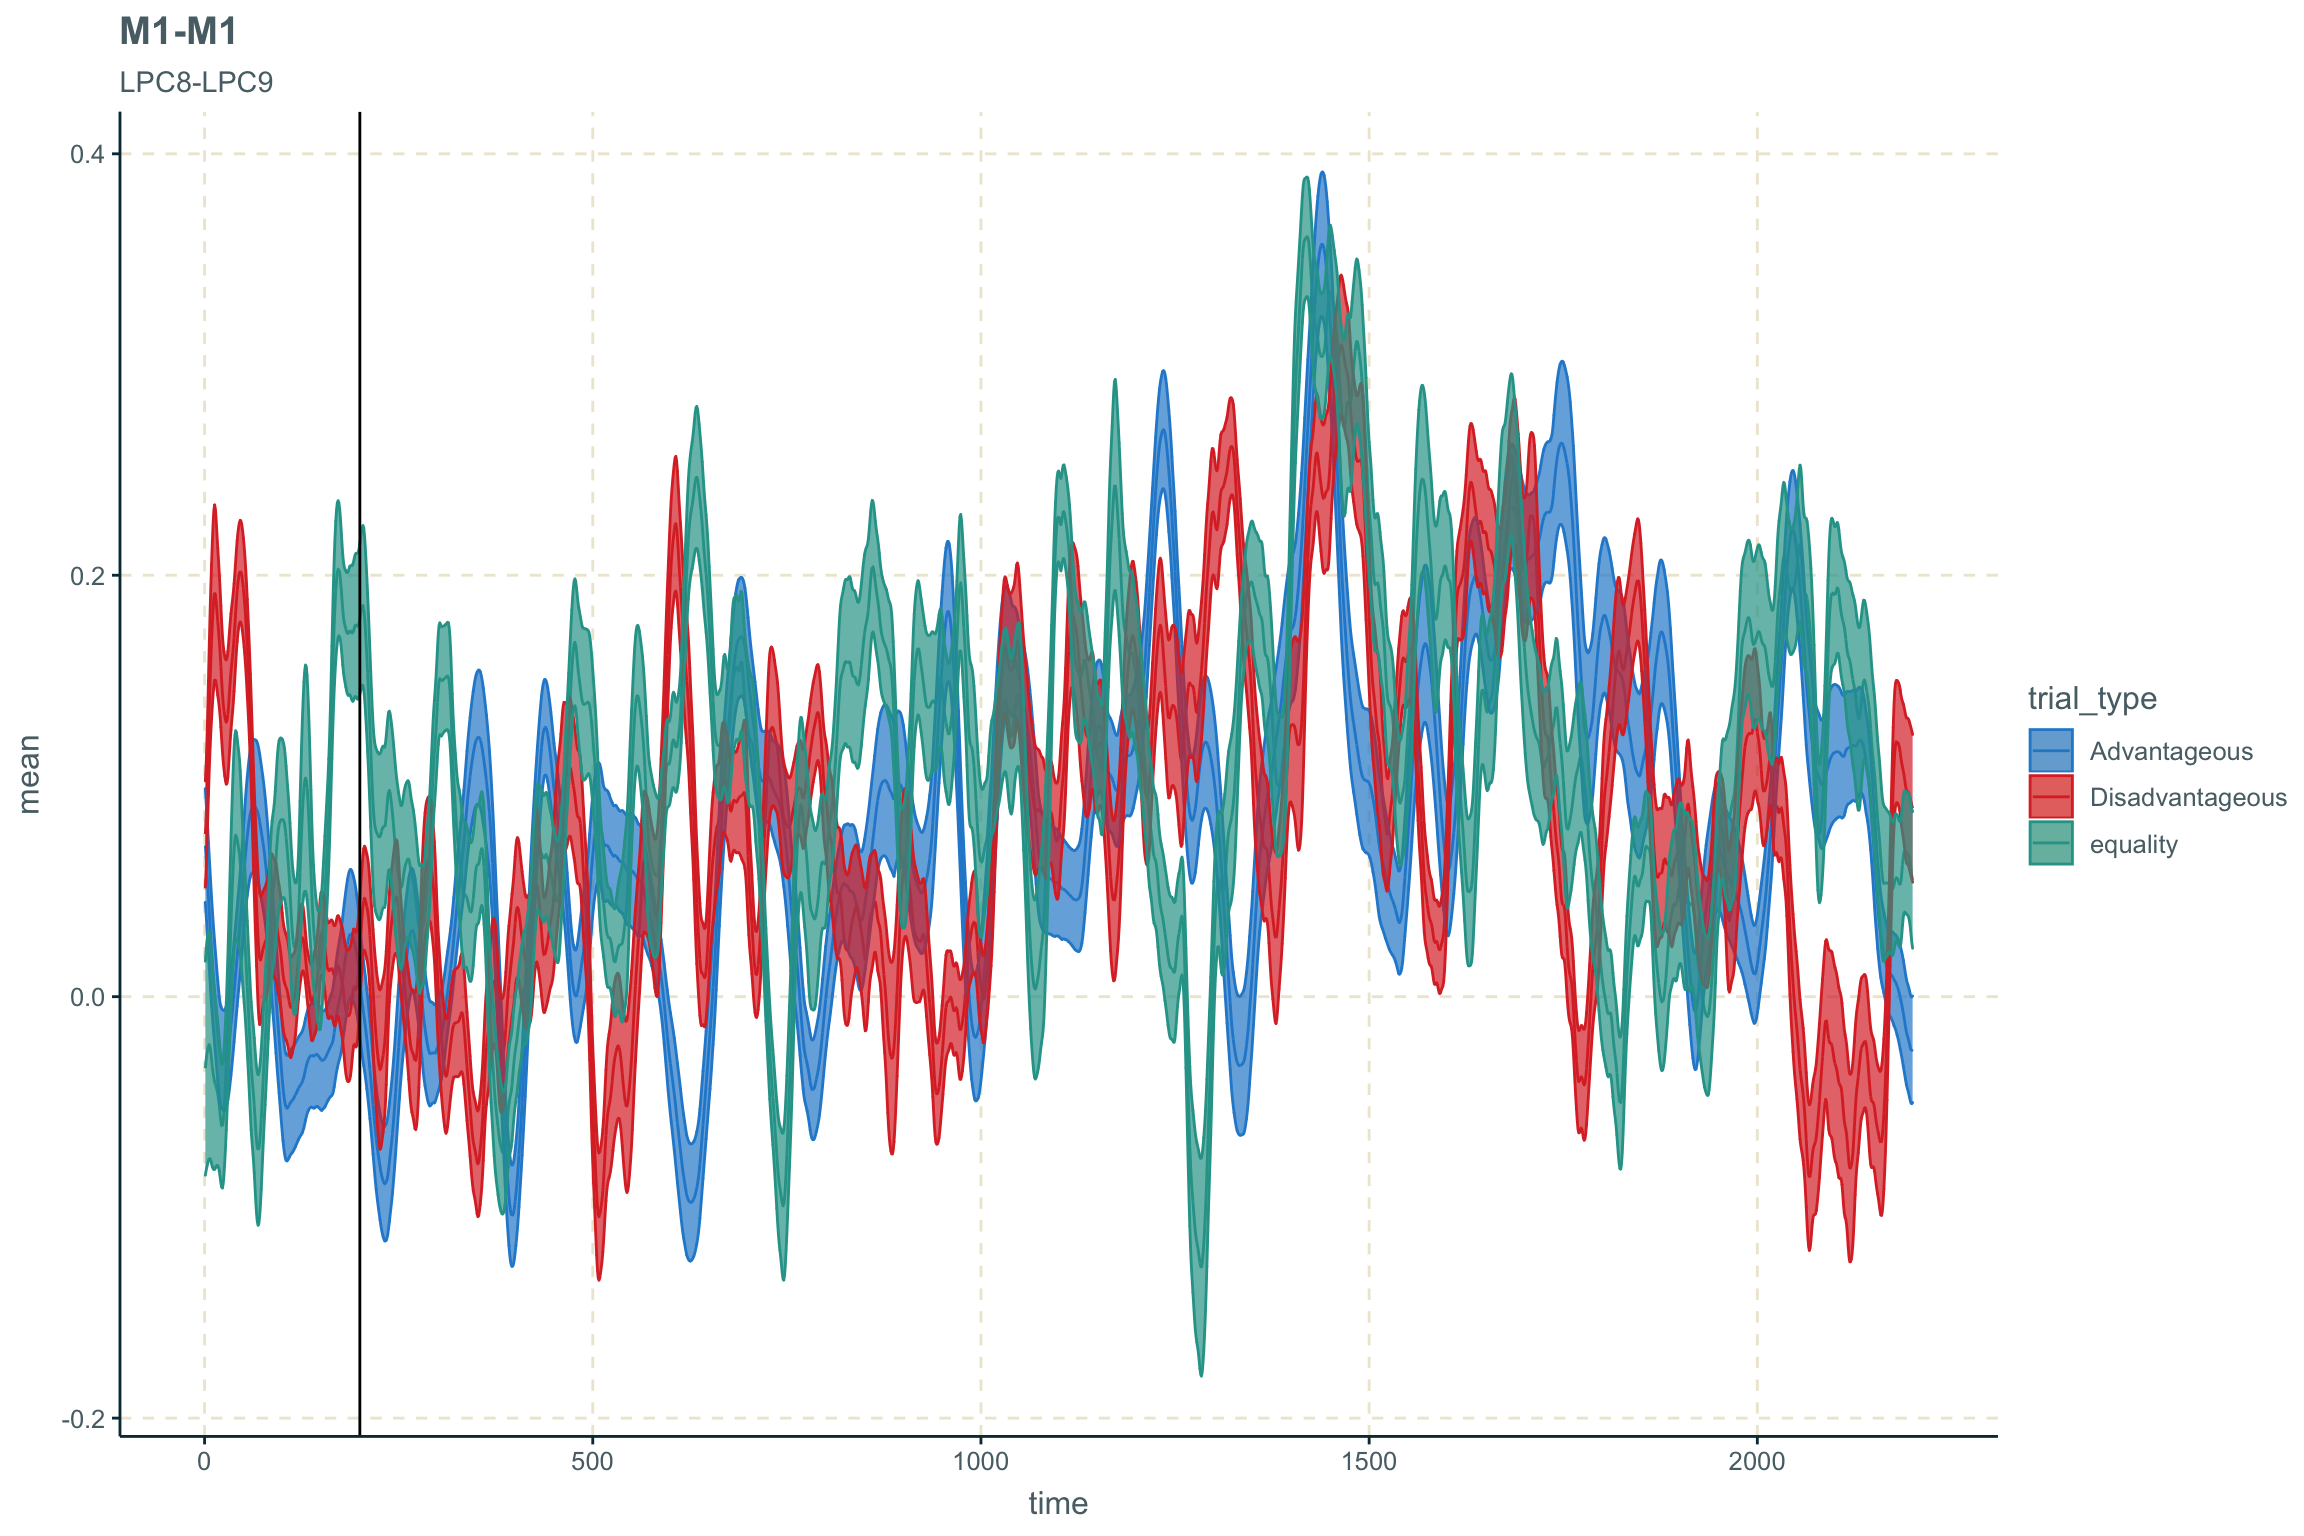 M1-M1
LPC8-LPC9
0.4
0.2
0.0
-0.2
mean
0
500
1000
1500
2000
time
trial_type
Advantageous
Disadvantageous
equality